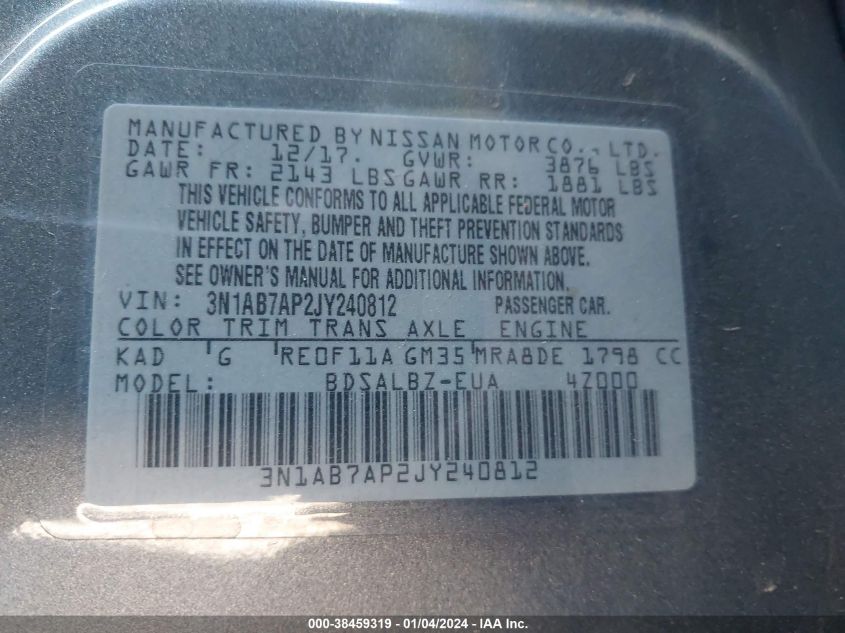 MANUFACTURED BY NISSAN MOTOR CO., LTD.
DATE: 12/17. GVWR: 3876 LBS
GAWR FR: 2143 LBS GAWR RR: 1881 LBS
THIS VEHICLE CONFORMS TO ALL APPLICABLE FEDERAL MOTOR
VEHICLE SAFETY, BUMPER AND THEFT PREVENTION STANDARDS
IN EFFECT ON THE DATE OF MANUFACTURE SHOWN ABOVE.
SEE OWNER'S MANUAL FOR ADDITIONAL INFORMATION.
VIN: 3N1AB7AP2JY240812 PASSENGER CAR.
COLOR TRIM TRANS AXLE ENGINE
KAD G RE0F11A GM35 MRA8DE 1798 CC
MODEL: BDSALBZ-EUA 4Z000
3N1AB7AP2JY240812
000-38459319 - 01/04/2024 - IAA Inc.